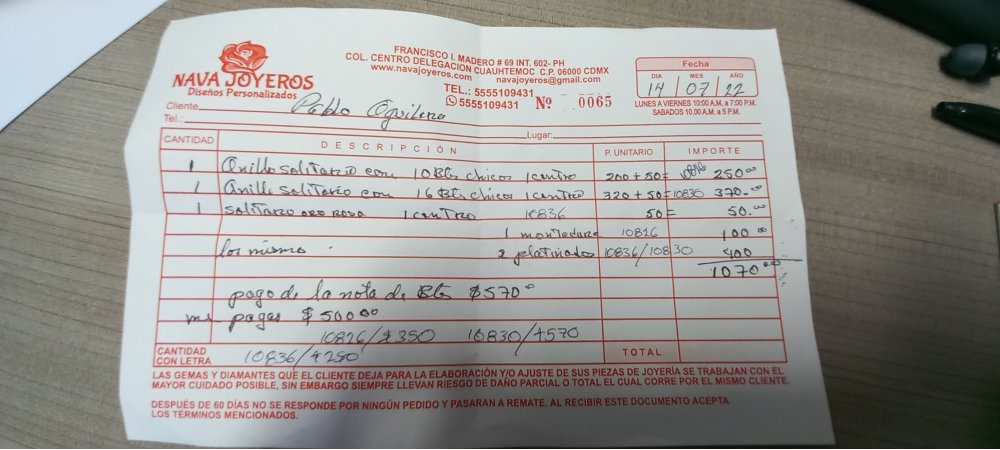 NAVA JOYEROS
Diseños Personalizados
FRANCISCO I. MADERO # 69 INT. 602- PH
COL. CENTRO DELEGACION CUAUHTEMOC C.P. 06000 CDMX
www.navajoyeros.com navajoyeros@gmail.com
TEL.: 5555109431
5555109431 Nº 0065
Fecha
DIA MES AÑO
14 / 07 / 22
LUNES A VIERNES 10:00 A.M. a 7:00 P.M.
SABADOS 10:00 A.M. a 5 P.M.
Cliente Pablo Aguilera
Tel.: Lugar:
CANTIDAD DESCRIPCIÓN P. UNITARIO IMPORTE
1 Anillo solitario con 10 Bts chicos 1 centro 200 + 50 = 10826 250.00
1 Anillo solitario con 16 Bts chicos 1 centro 320 + 50 = 10830 370.00
1 solitario oro rosa 1 centro 10836 50 = 50.00
1 montadura 10826 100.00
los mismo 2 platinados 10836/10830 400
1070.00
pago de la nota de Bts $570.0
me pagar $ 500.00
10826/$350 10830/$570
10836/$250
CANTIDAD CON LETRA TOTAL
LAS GEMAS Y DIAMANTES QUE EL CLIENTE DEJA PARA LA ELABORACIÓN Y/O AJUSTE DE SUS PIEZAS DE JOYERÍA SE TRABAJAN CON EL
MAYOR CUIDADO POSIBLE, SIN EMBARGO SIEMPRE LLEVAN RIESGO DE DAÑO PARCIAL O TOTAL EL CUAL CORRE POR EL MISMO CLIENTE.
DESPUÉS DE 60 DÍAS NO SE RESPONDE POR NINGÚN PEDIDO Y PASARAN A REMATE. AL RECIBIR ESTE DOCUMENTO ACEPTA
LOS TÉRMINOS MENCIONADOS.